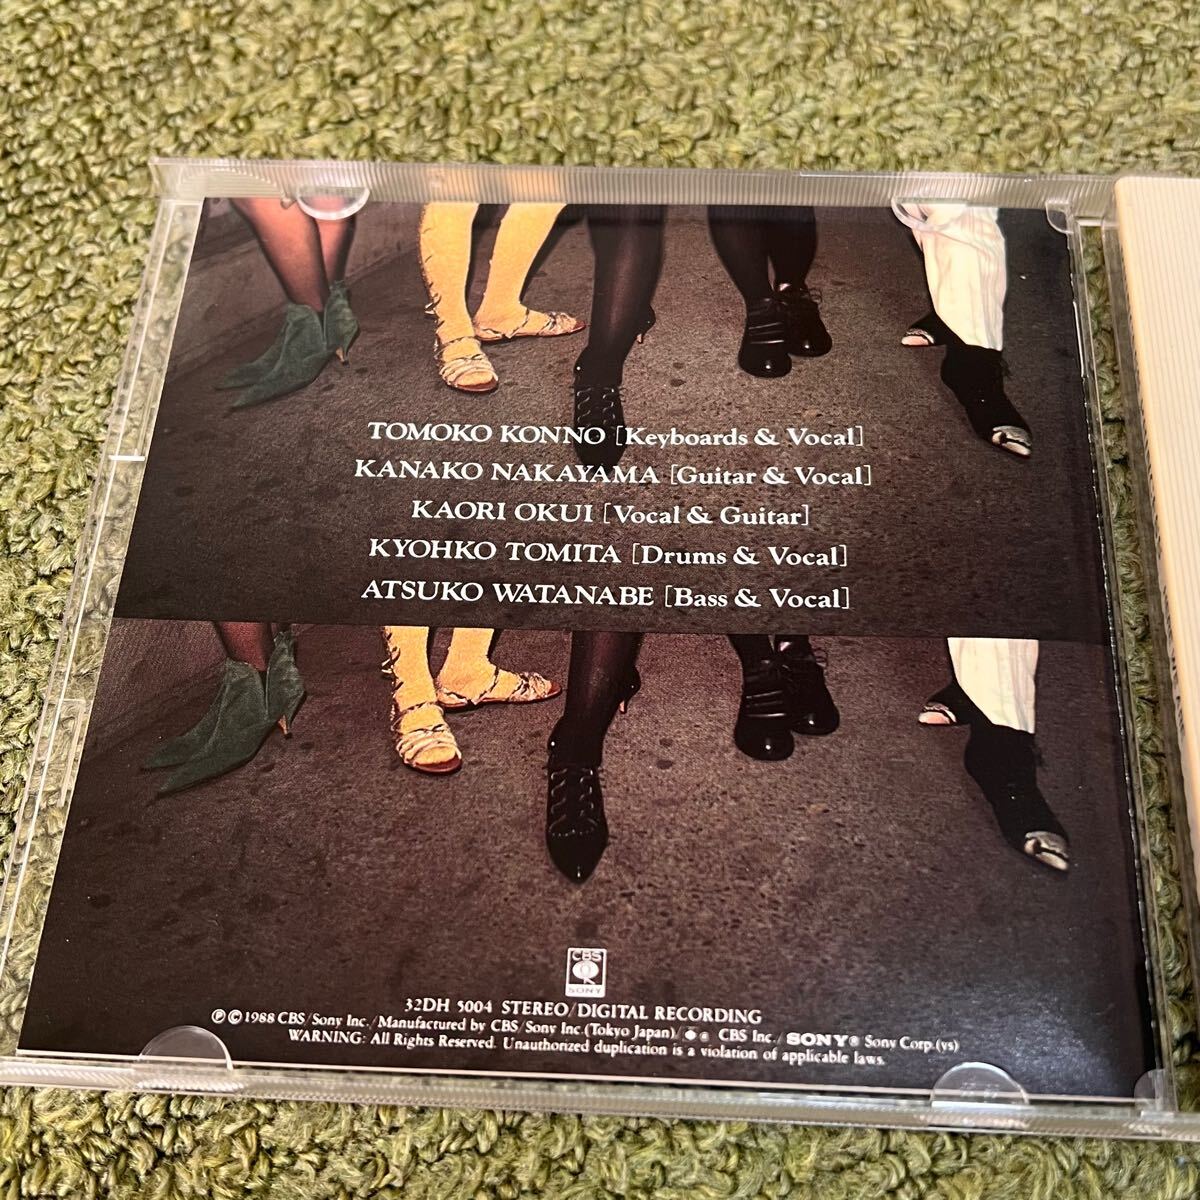 TOMOKO KONNO [Keyboards & Vocal]
KANAKO NAKAYAMA [Guitar & Vocal]
KAORI OKUI [Vocal & Guitar]
KYOHKO TOMITA [Drums & Vocal]
ATSUKO WATANABE [Bass & Vocal]
CBS
SONY
32DH 5004 STEREO/DIGITAL RECORDING
Ⓟ©1988 CBS/Sony Inc./Manufactured by CBS/Sony Inc.(Tokyo Japan)/ ® CBS Inc./SONY® Sony Corp.(vs)
WARNING: All Rights Reserved. Unauthorized duplication is a violation of applicable laws.